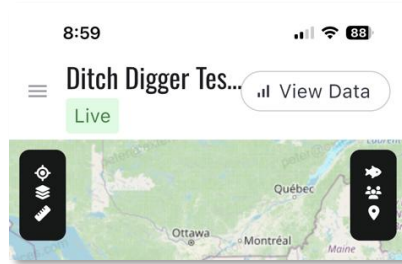 8:59
88
Ditch Digger Tes...
View Data
Live
Québec
Ottawa
Montréal
Maine